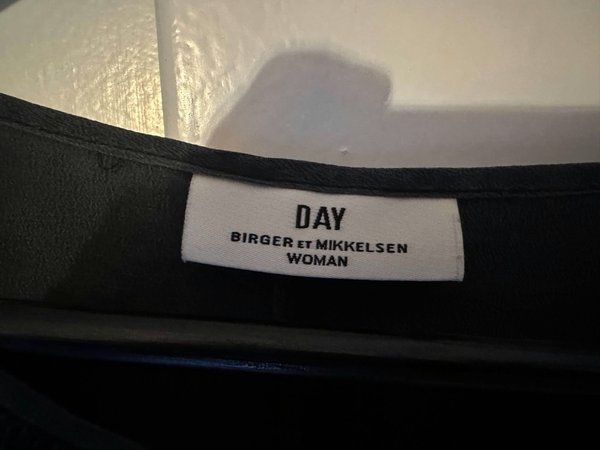 DAY
BIRGER ET MIKKELSEN
WOMAN